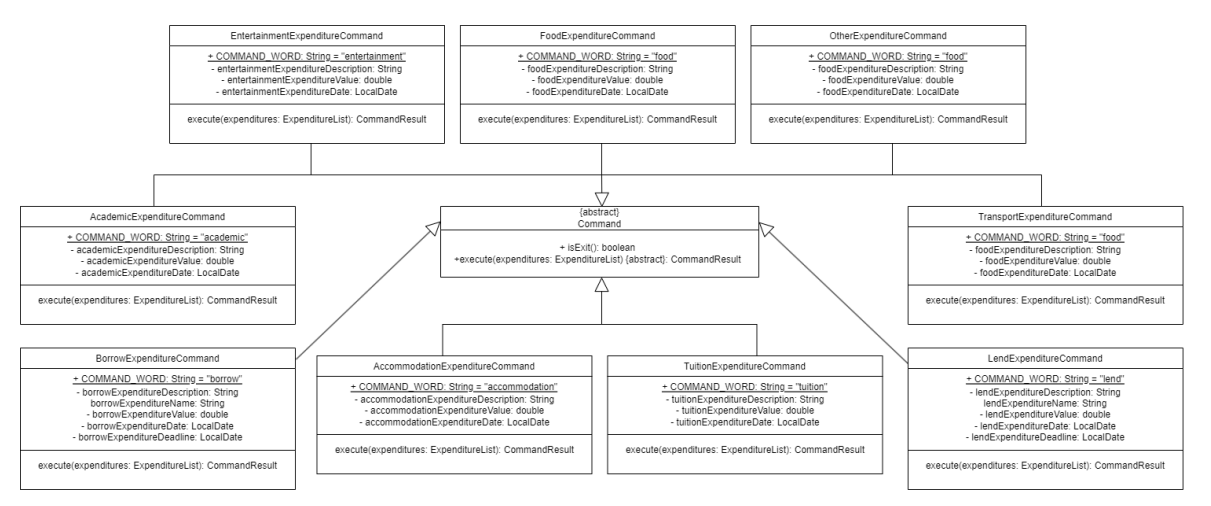 EntertainmentExpenditureCommand
+ COMMAND_WORD: String = "entertainment"
- entertainmentExpenditureDescription: String
- entertainmentExpenditureValue: double
- entertainmentExpenditureDate: LocalDate
execute(expenditures: ExpenditureList): CommandResult
FoodExpenditureCommand
+ COMMAND_WORD: String = "food"
- foodExpenditureDescription: String
- foodExpenditureValue: double
- foodExpenditureDate: LocalDate
execute(expenditures: ExpenditureList): CommandResult
OtherExpenditureCommand
+ COMMAND_WORD: String = "food"
- foodExpenditureDescription: String
- foodExpenditureValue: double
- foodExpenditureDate: LocalDate
execute(expenditures: ExpenditureList): CommandResult
AcademicExpenditureCommand
+ COMMAND_WORD: String = "academic"
- academicExpenditureDescription: String
- academicExpenditureValue: double
- academicExpenditureDate: LocalDate
execute(expenditures: ExpenditureList): CommandResult
{abstract}
Command
+ isExit(): boolean
+execute(expenditures: ExpenditureList) {abstract}: CommandResult
TransportExpenditureCommand
+ COMMAND_WORD: String = "food"
- foodExpenditureDescription: String
- foodExpenditureValue: double
- foodExpenditureDate: LocalDate
execute(expenditures: ExpenditureList): CommandResult
BorrowExpenditureCommand
+ COMMAND_WORD: String = "borrow"
- borrowExpenditureDescription: String
borrowExpenditureName: String
- borrowExpenditureValue: double
- borrowExpenditureDate: LocalDate
- borrowExpenditureDeadline: LocalDate
execute(expenditures: ExpenditureList): CommandResult
AccommodationExpenditureCommand
+ COMMAND_WORD: String = "accommodation"
- accommodationExpenditureDescription: String
- accommodationExpenditureValue: double
- accommodationExpenditureDate: LocalDate
execute(expenditures: ExpenditureList): CommandResult
TuitionExpenditureCommand
+ COMMAND_WORD: String = "tuition"
- tuitionExpenditureDescription: String
- tuitionExpenditureValue: double
- tuitionExpenditureDate: LocalDate
execute(expenditures: ExpenditureList): CommandResult
LendExpenditureCommand
+ COMMAND_WORD: String = "lend"
- lendExpenditureDescription: String
lendExpenditureName: String
- lendExpenditureValue: double
- lendExpenditureDate: LocalDate
- lendExpenditureDeadline: LocalDate
execute(expenditures: ExpenditureList): CommandResult